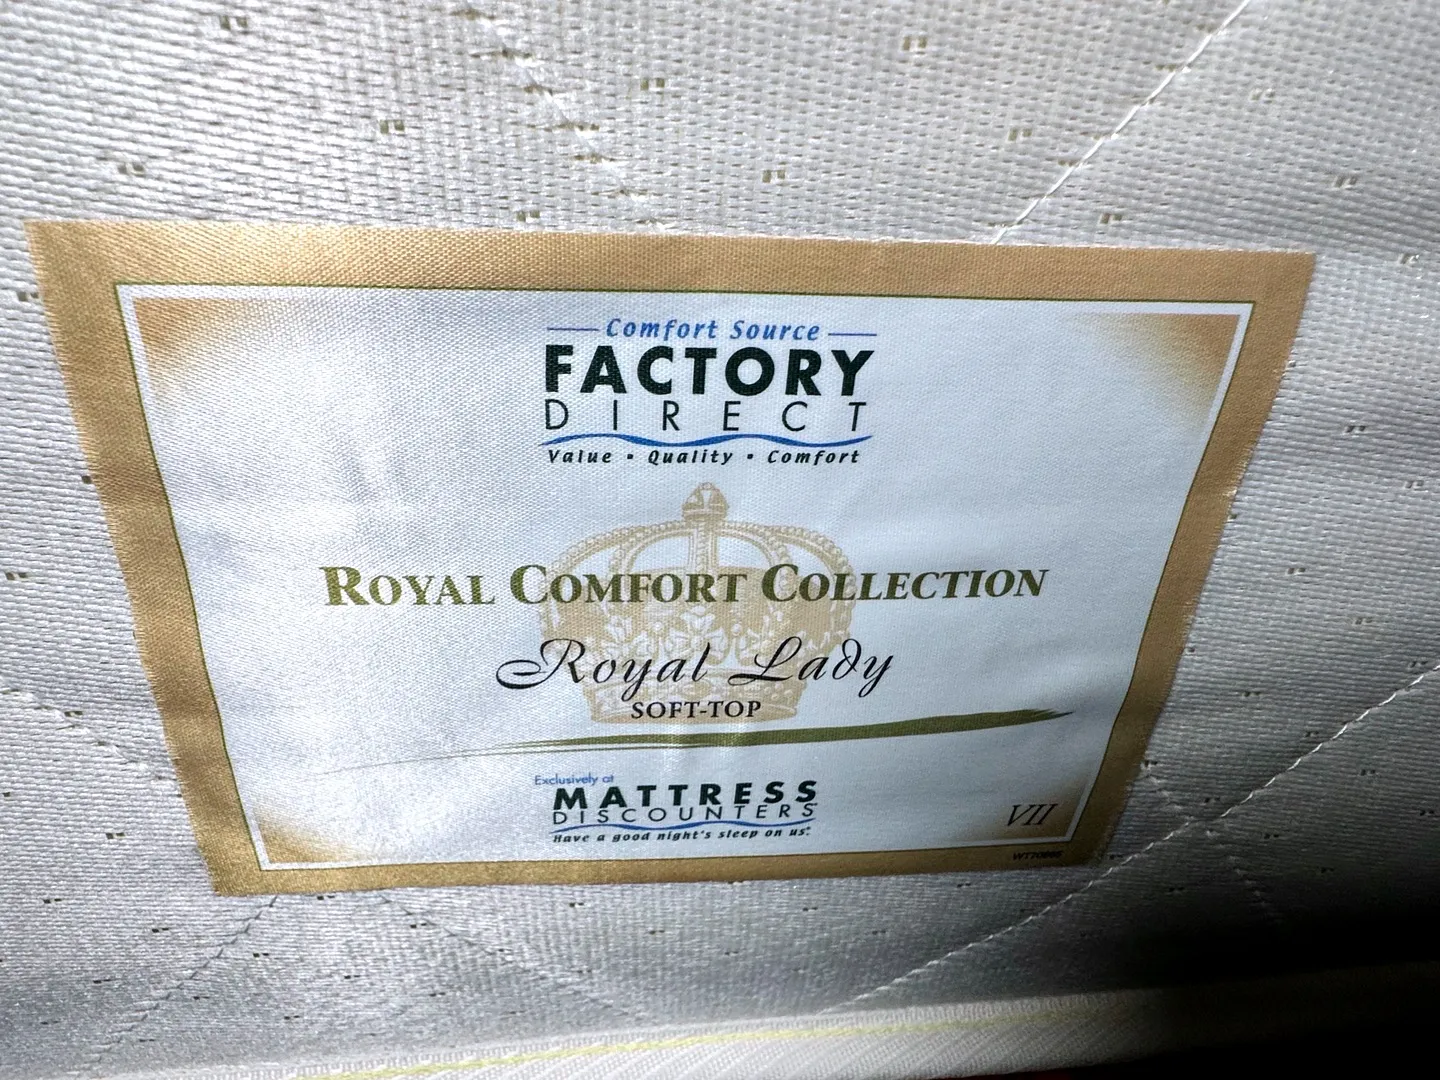 Comfort Source
FACTORY
DIRECT
Value • Quality • Comfort
ROYAL COMFORT COLLECTION
Royal Lady
SOFT-TOP
Exclusively at
MATTRESS
DISCOUNTERS
Have a good night's sleep on us.
VII